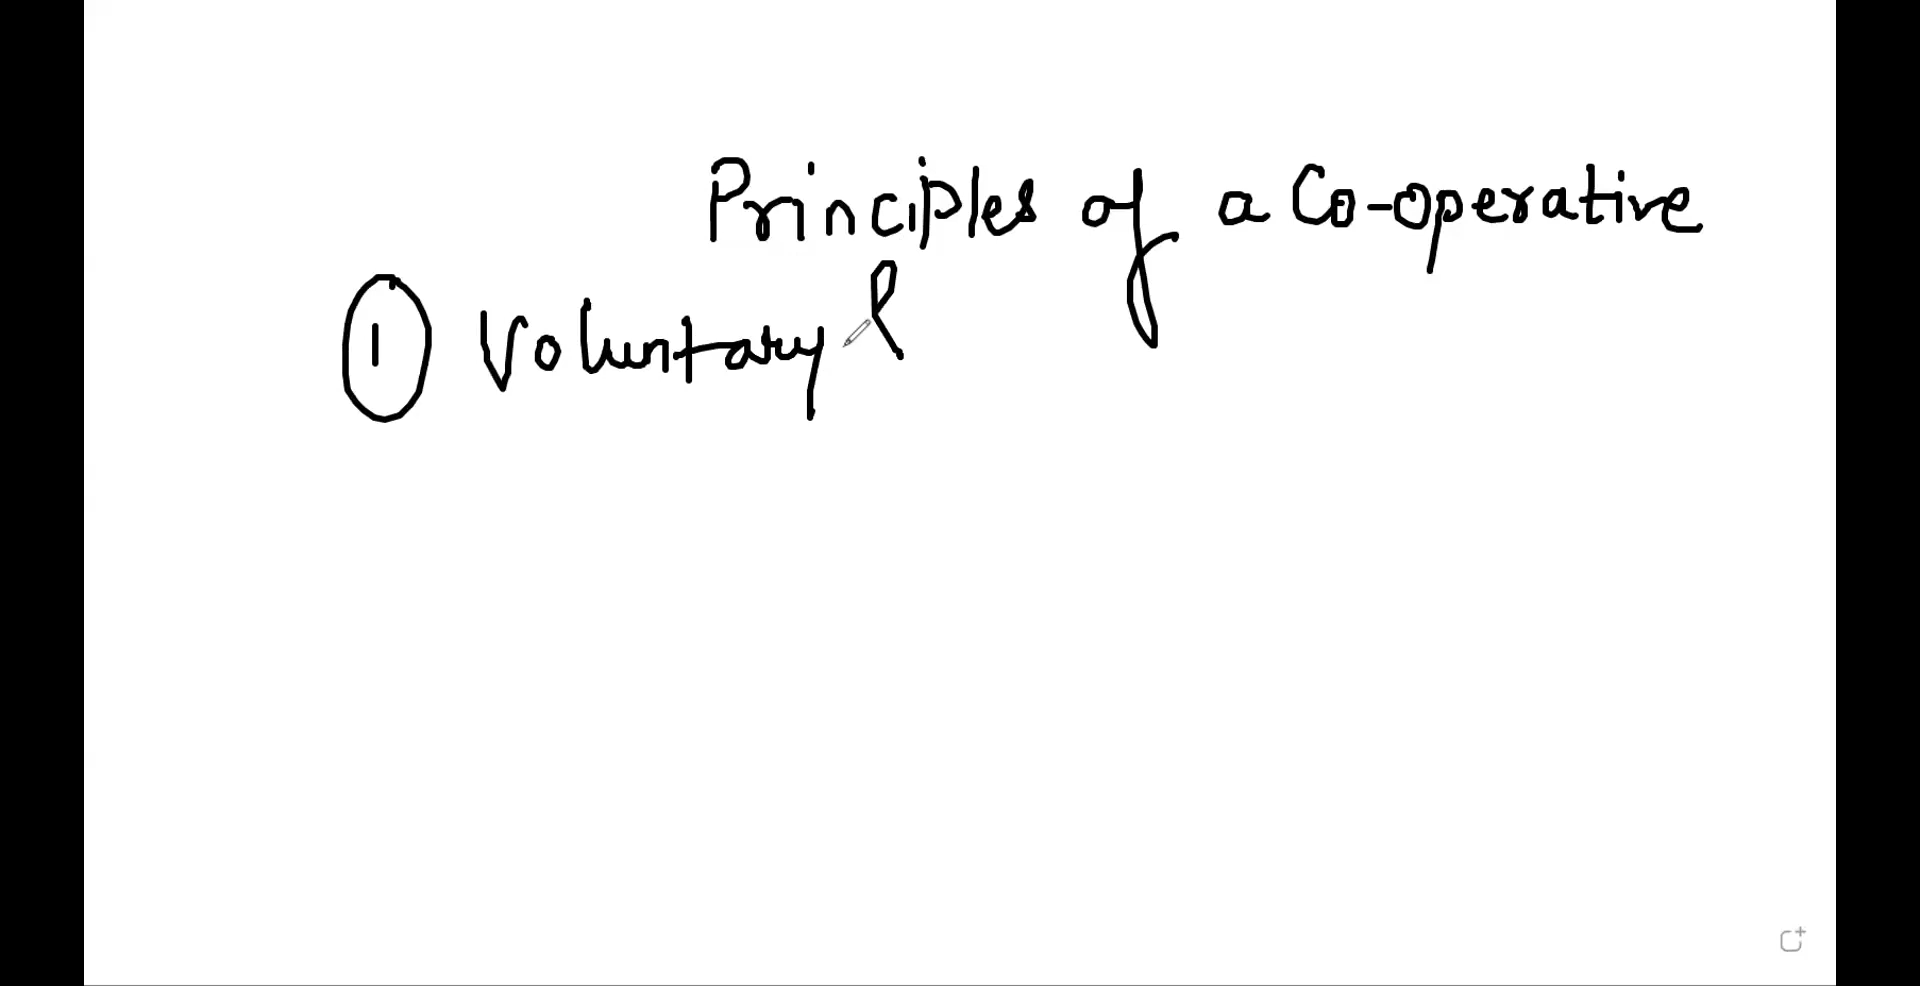 Principles of a Co-operative
① Voluntary